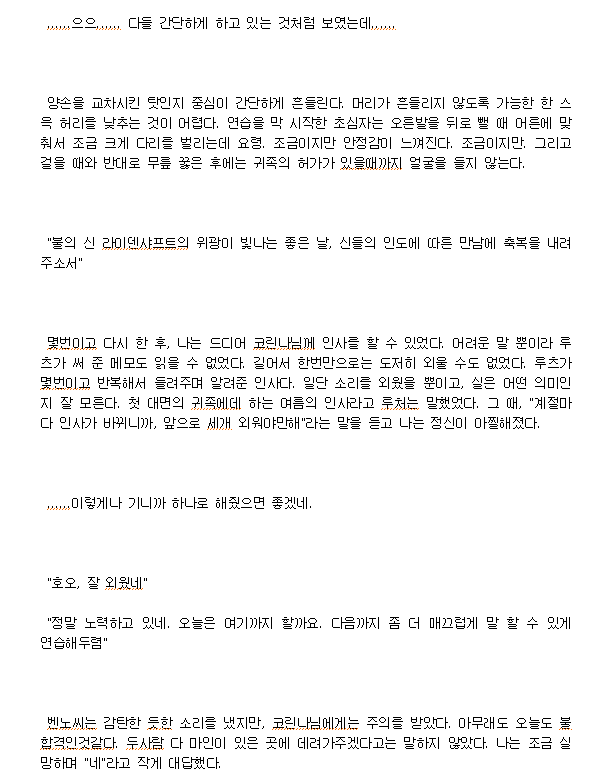 ,,,,,,으으,,,,,, 다들 간단하게 하고 있는 것처럼 보였는데,,,,,,
양손을 교차시킨 탓인지 중심이 간단하게 흔들린다. 머리가 흔들리지 않도록 가능한 한 스
윽 허리를 낮추는 것이 어렵다. 연습을 막 시작한 초심자는 오른발을 뒤로 뺄 때 어른에 맞
춰서 조금 크게 다리를 벌리는데 요령. 조금이지만 안정감이 느껴진다. 조금이지만. 그리고
걸을 때와 반대로 무릎 꿇은 후에는 귀족의 허가가 있을때까지 얼굴을 들지 않는다.
"불의 신 라이덴샤프트의 위광이 빛나는 좋은 날, 신들의 인도에 따른 만남에 축복을 내려
주소서"
몇번이고 다시 한 후, 나는 드디어 코린나님께 인사를 할 수 있었다. 어려운 말 뿐이라 루
츠가 써 준 메모도 읽을 수 없었다. 길어서 한번만으로는 도저히 외울 수도 없었다. 루츠가
몇번이고 반복해서 들려주며 알려준 인사다. 일단 소리를 외웠을 뿐이고, 실은 어떤 의미인
지 잘 모른다. 첫 대면의 귀족에데 하는 여름의 인사라고 루처는 말했었다. 그 때, "계절마
다 인사가 바뀌니까, 앞으로 세개 외워야만해"라는 말을 듣고 나는 정신이 아찔해졌다.
,,,,,,이렇게나 기니까 하나로 해줬으면 좋겠네.
"호오, 잘 외웠네"
"정말 노력하고 있네. 오늘은 여기까지 할까요. 다음까지 좀 더 매끄럽게 말 할 수 있게
연습해두렴"
벤노씨는 감탄한 듯한 소리를 냈지만, 코린나님에게는 주의를 받았다. 아무래도 오늘도 불
합격인것같다. 두사람 다 마인이 있은 곳에 데려가주겠다고는 말하지 않았다. 나는 조금 실
망하며 "네"라고 작게 대답했다.